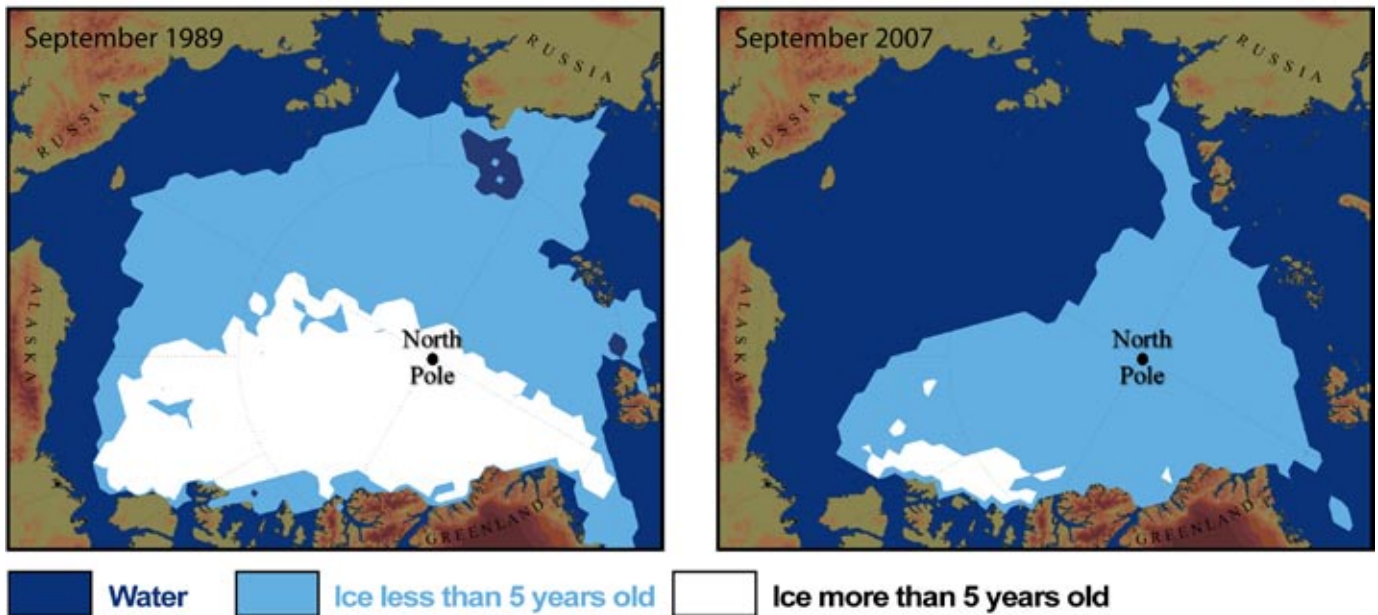 September 1989
RUSSIA
RUSSIA
ALASKA
North
Pole
GREENLAND
September 2007
RUSSIA
RUSSIA
ALASKA
North
Pole
GREENLAND
Water
Ice less than 5 years old
Ice more than 5 years old